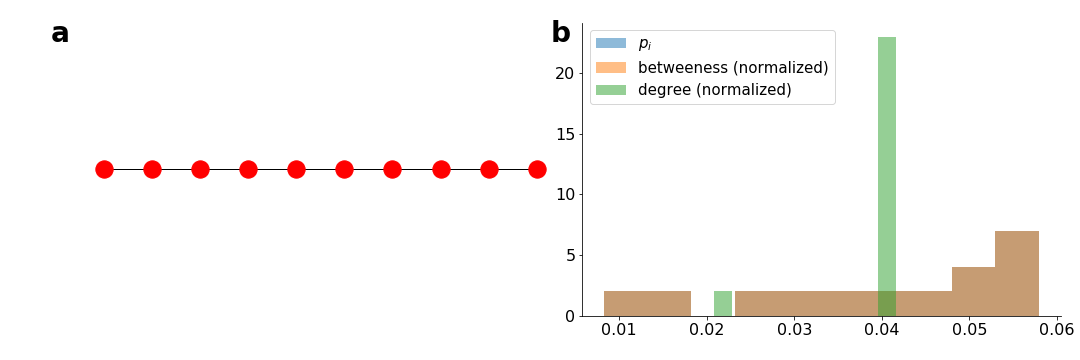 a
b
p_i
betweeness (normalized)
degree (normalized)
20
15
10
5
0
0.01 0.02 0.03 0.04 0.05 0.06